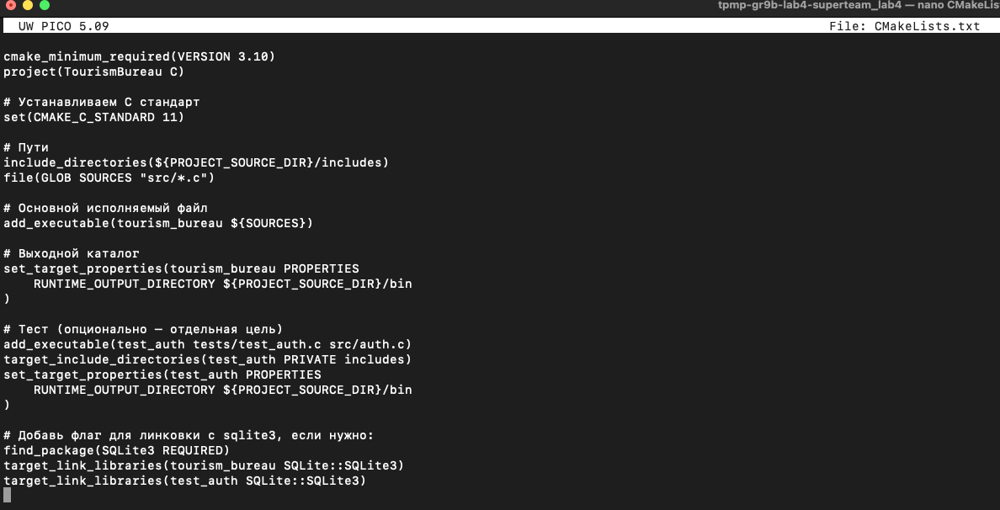 tpmp-gr9b-lab4-superteam_lab4 — nano CMakeLis
UW PICO 5.09 File: CMakeLists.txt
cmake_minimum_required(VERSION 3.10)
project(TourismBureau C)
# Устанавливаем C стандарт
set(CMAKE_C_STANDARD 11)
# Пути
include_directories(${PROJECT_SOURCE_DIR}/includes)
file(GLOB SOURCES "src/*.c")
# Основной исполняемый файл
add_executable(tourism_bureau ${SOURCES})
# Выходной каталог
set_target_properties(tourism_bureau PROPERTIES
    RUNTIME_OUTPUT_DIRECTORY ${PROJECT_SOURCE_DIR}/bin
)
# Тест (опционально — отдельная цель)
add_executable(test_auth tests/test_auth.c src/auth.c)
target_include_directories(test_auth PRIVATE includes)
set_target_properties(test_auth PROPERTIES
    RUNTIME_OUTPUT_DIRECTORY ${PROJECT_SOURCE_DIR}/bin
)
# Добавь флаг для линковки с sqlite3, если нужно:
find_package(SQLite3 REQUIRED)
target_link_libraries(tourism_bureau SQLite::SQLite3)
target_link_libraries(test_auth SQLite::SQLite3)